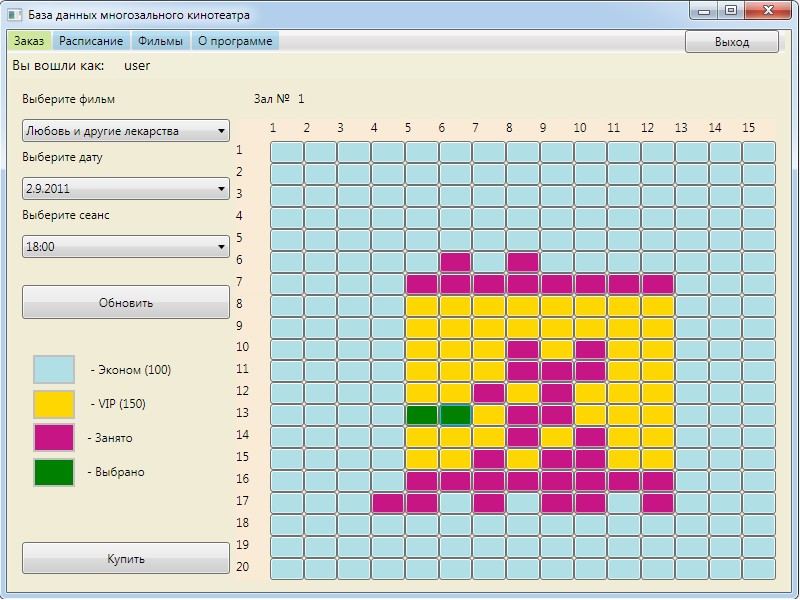 База данных многозального кинотеатра
Заказ Расписание Фильмы О программе
Выход
Вы вошли как: user
Выберите фильм
Любовь и другие лекарства
Выберите дату
2.9.2011
Выберите сеанс
18:00
Обновить
- Эконом (100)
- VIP (150)
- Занято
- Выбрано
Купить
Зал № 1
1 2 3 4 5 6 7 8 9 10 11 12 13 14 15
1
2
3
4
5
6
7
8
9
10
11
12
13
14
15
16
17
18
19
20